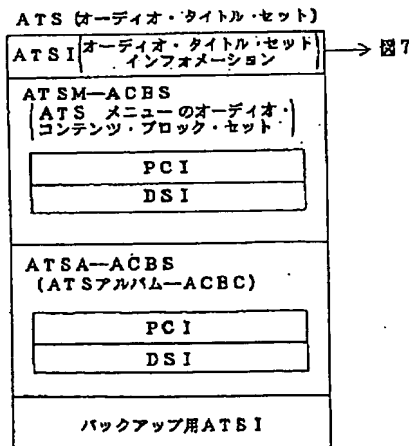 ATS (オーディオ・タイトル・セット)
ATSI(オーディオ・タイトル・セット
インフォメーション) 図7
ATSM—ACBS
(ATS メニューのオーディオ・
コンテンツ・ブロック・セット)
PCI
DSI
ATSA—ACBS
(ATSアルバム—ACBC)
PCI
DSI
バックアップ用ATSI